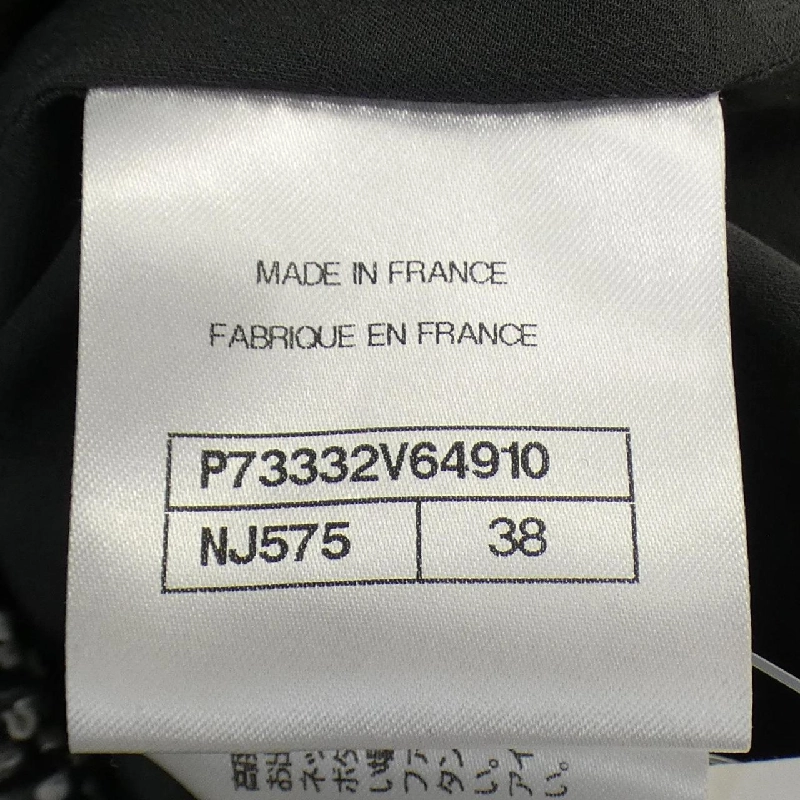 MADE IN FRANCE
FABRIQUE EN FRANCE
P73332V64910
NJ575 38